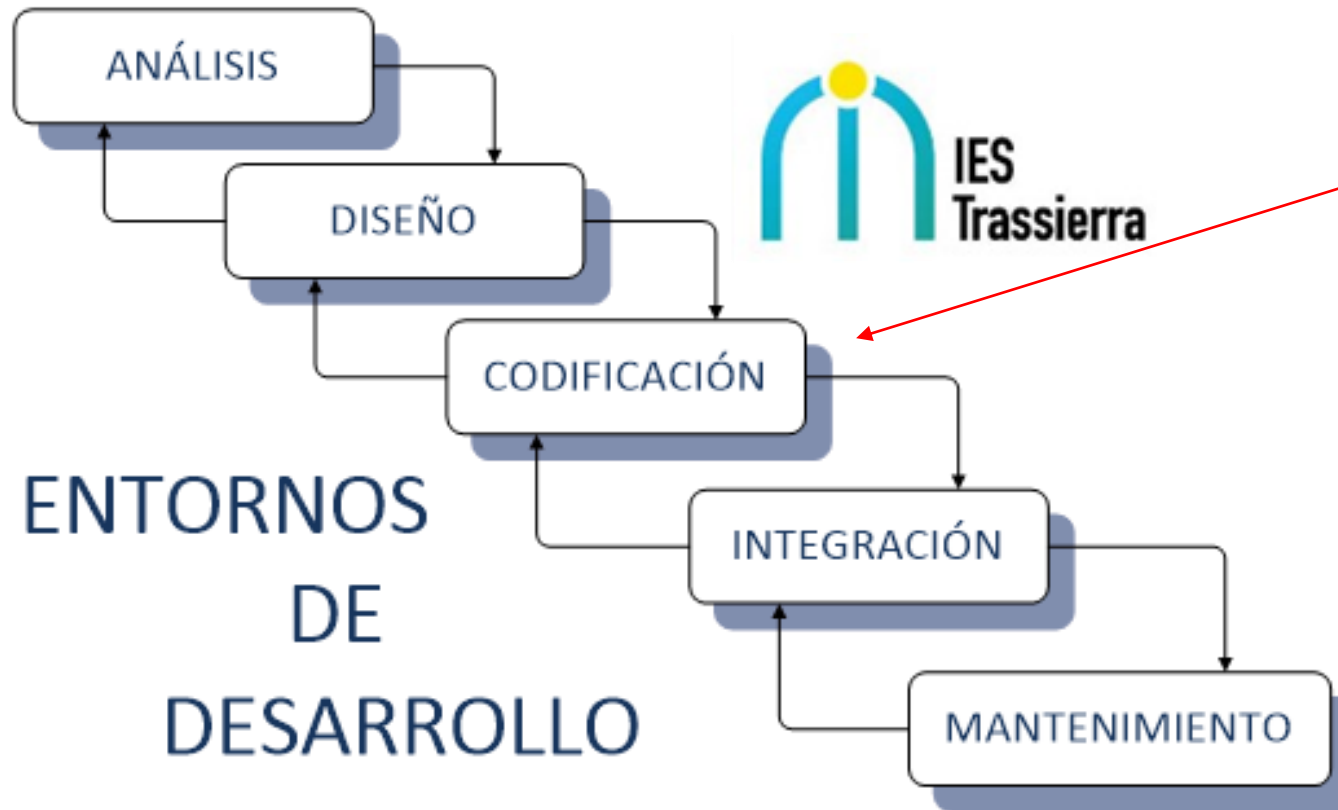 ANÁLISIS
DISEÑO
IES
Trassierra
CODIFICACIÓN
ENTORNOS
DE
DESARROLLO
INTEGRACIÓN
MANTENIMIENTO